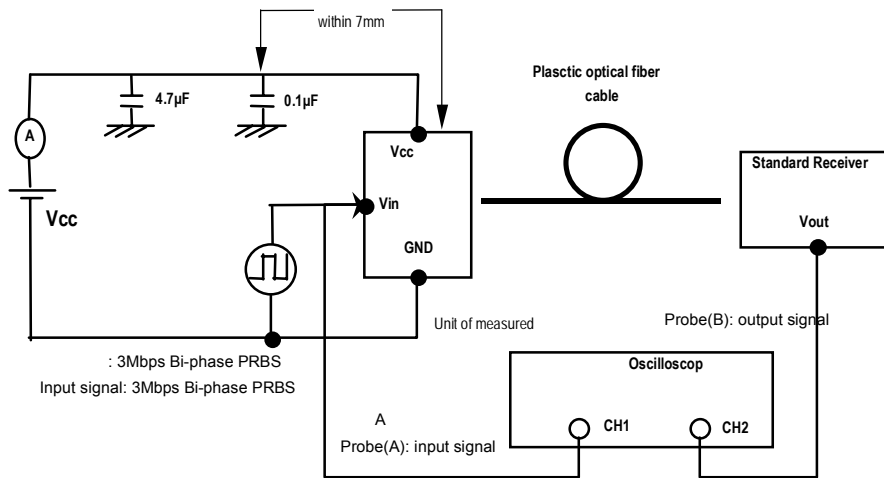 within 7mm
Plasctic optical fiber
cable
4.7µF
0.1µF
A
Vcc
Standard Receiver
Vin
Vcc
Vout
GND
Unit of measured
Probe(B): output signal
: 3Mbps Bi-phase PRBS
Oscilloscop
Input signal: 3Mbps Bi-phase PRBS
A
CH1
CH2
Probe(A): input signal